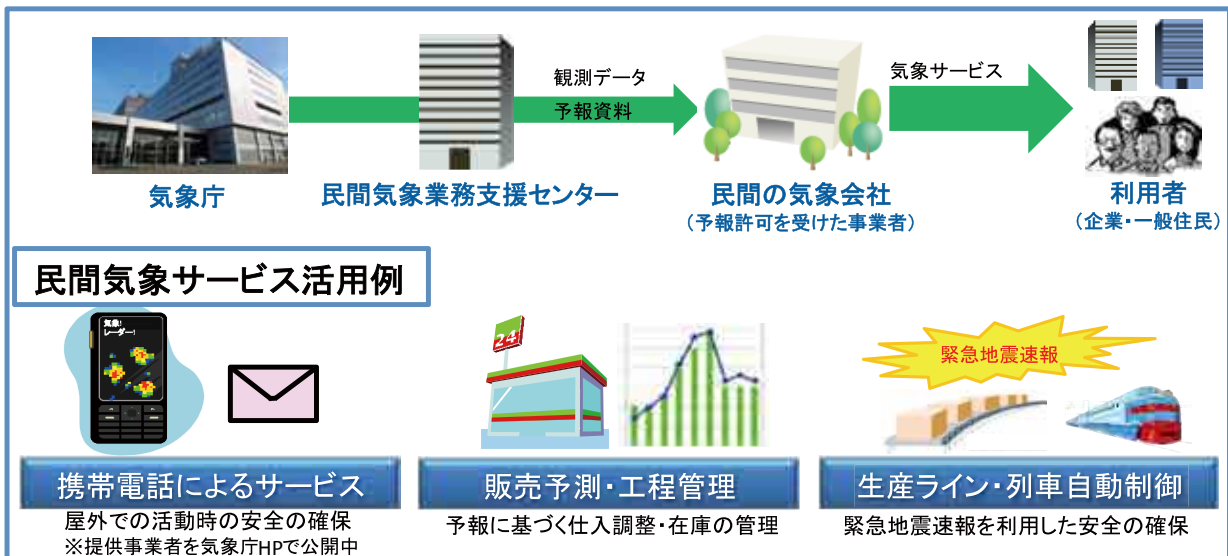 観測データ
予報資料
気象サービス
気象庁
民間気象業務支援センター
民間の気象会社
（予報許可を受けた事業者）
利用者
（企業・一般住民）
民間気象サービス活用例
気象！
レーダー！
24
緊急地震速報
携帯電話によるサービス
屋外での活動時の安全の確保
※提供事業者を気象庁HPで公開中
販売予測・工程管理
予報に基づく仕入調整・在庫の管理
生産ライン・列車自動制御
緊急地震速報を利用した安全の確保